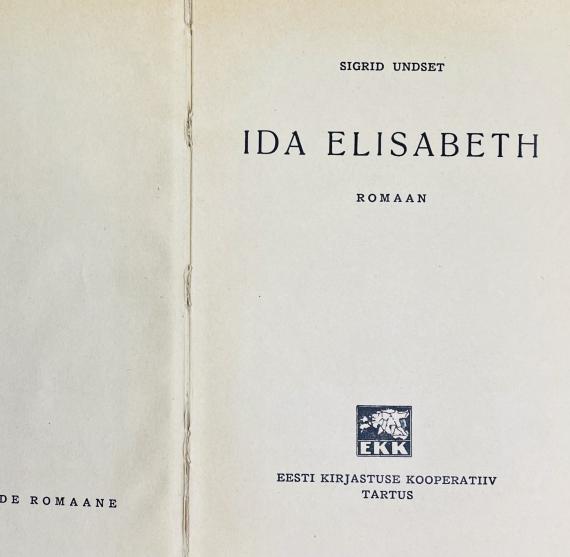 DE ROMAANE
SIGRID UNDSET
IDA ELISABETH
ROMAAN
EKK
EESTI KIRJASTUSE KOOPERATIIV
TARTUS